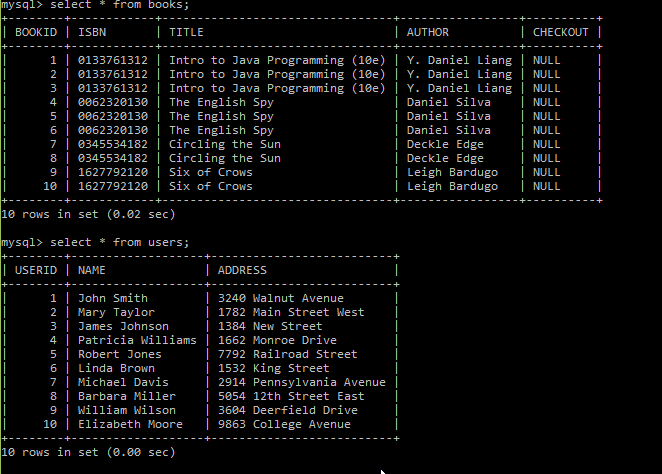 mysql> select * from books;
+--------+------------+---------------------------------+-----------------+----------+
| BOOKID | ISBN       | TITLE                           | AUTHOR          | CHECKOUT |
+--------+------------+---------------------------------+-----------------+----------+
|      1 | 0133761312 | Intro to Java Programming (10e) | Y. Daniel Liang | NULL     |
|      2 | 0133761312 | Intro to Java Programming (10e) | Y. Daniel Liang | NULL     |
|      3 | 0133761312 | Intro to Java Programming (10e) | Y. Daniel Liang | NULL     |
|      4 | 0062320130 | The English Spy                 | Daniel Silva    | NULL     |
|      5 | 0062320130 | The English Spy                 | Daniel Silva    | NULL     |
|      6 | 0062320130 | The English Spy                 | Daniel Silva    | NULL     |
|      7 | 0345534182 | Circling the Sun                | Deckle Edge     | NULL     |
|      8 | 0345534182 | Circling the Sun                | Deckle Edge     | NULL     |
|      9 | 1627792120 | Six of Crows                    | Leigh Bardugo   | NULL     |
|     10 | 1627792120 | Six of Crows                    | Leigh Bardugo   | NULL     |
+--------+------------+---------------------------------+-----------------+----------+
10 rows in set (0.02 sec)

mysql> select * from users;
+--------+-------------------+--------------------------+
| USERID | NAME              | ADDRESS                  |
+--------+-------------------+--------------------------+
|      1 | John Smith        | 3240 Walnut Avenue       |
|      2 | Mary Taylor       | 1782 Main Street West    |
|      3 | James Johnson     | 1384 New Street          |
|      4 | Patricia Williams | 1662 Monroe Drive        |
|      5 | Robert Jones      | 7792 Railroad Street     |
|      6 | Linda Brown       | 1532 King Street         |
|      7 | Michael Davis     | 2914 Pennsylvania Avenue |
|      8 | Barbara Miller    | 5054 12th Street East    |
|      9 | William Wilson    | 3604 Deerfield Drive     |
|     10 | Elizabeth Moore   | 9863 College Avenue      |
+--------+-------------------+--------------------------+
10 rows in set (0.00 sec)